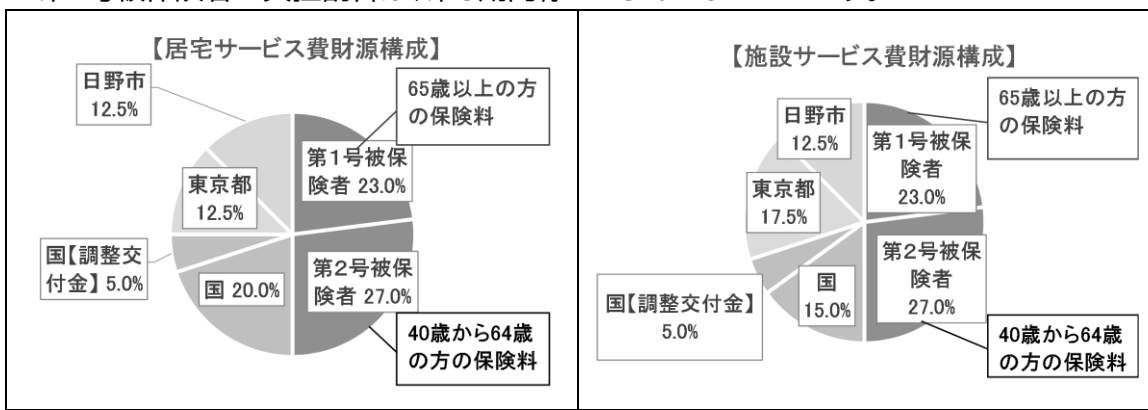 【居宅サービス費財源構成】
日野市
12.5%
65歳以上の方
の保険料
第1号被保
険者 23.0%
東京都
12.5%
国【調整交
付金】5.0%
国 20.0%
第2号被保
険者 27.0%
40歳から64歳
の方の保険料
【施設サービス費財源構成】
日野市
12.5%
65歳以上の方
の保険料
第1号被保
険者
23.0%
東京都
17.5%
国【調整交付金】
5.0%
国
15.0%
第2号被保
険者
27.0%
40歳から64歳
の方の保険料